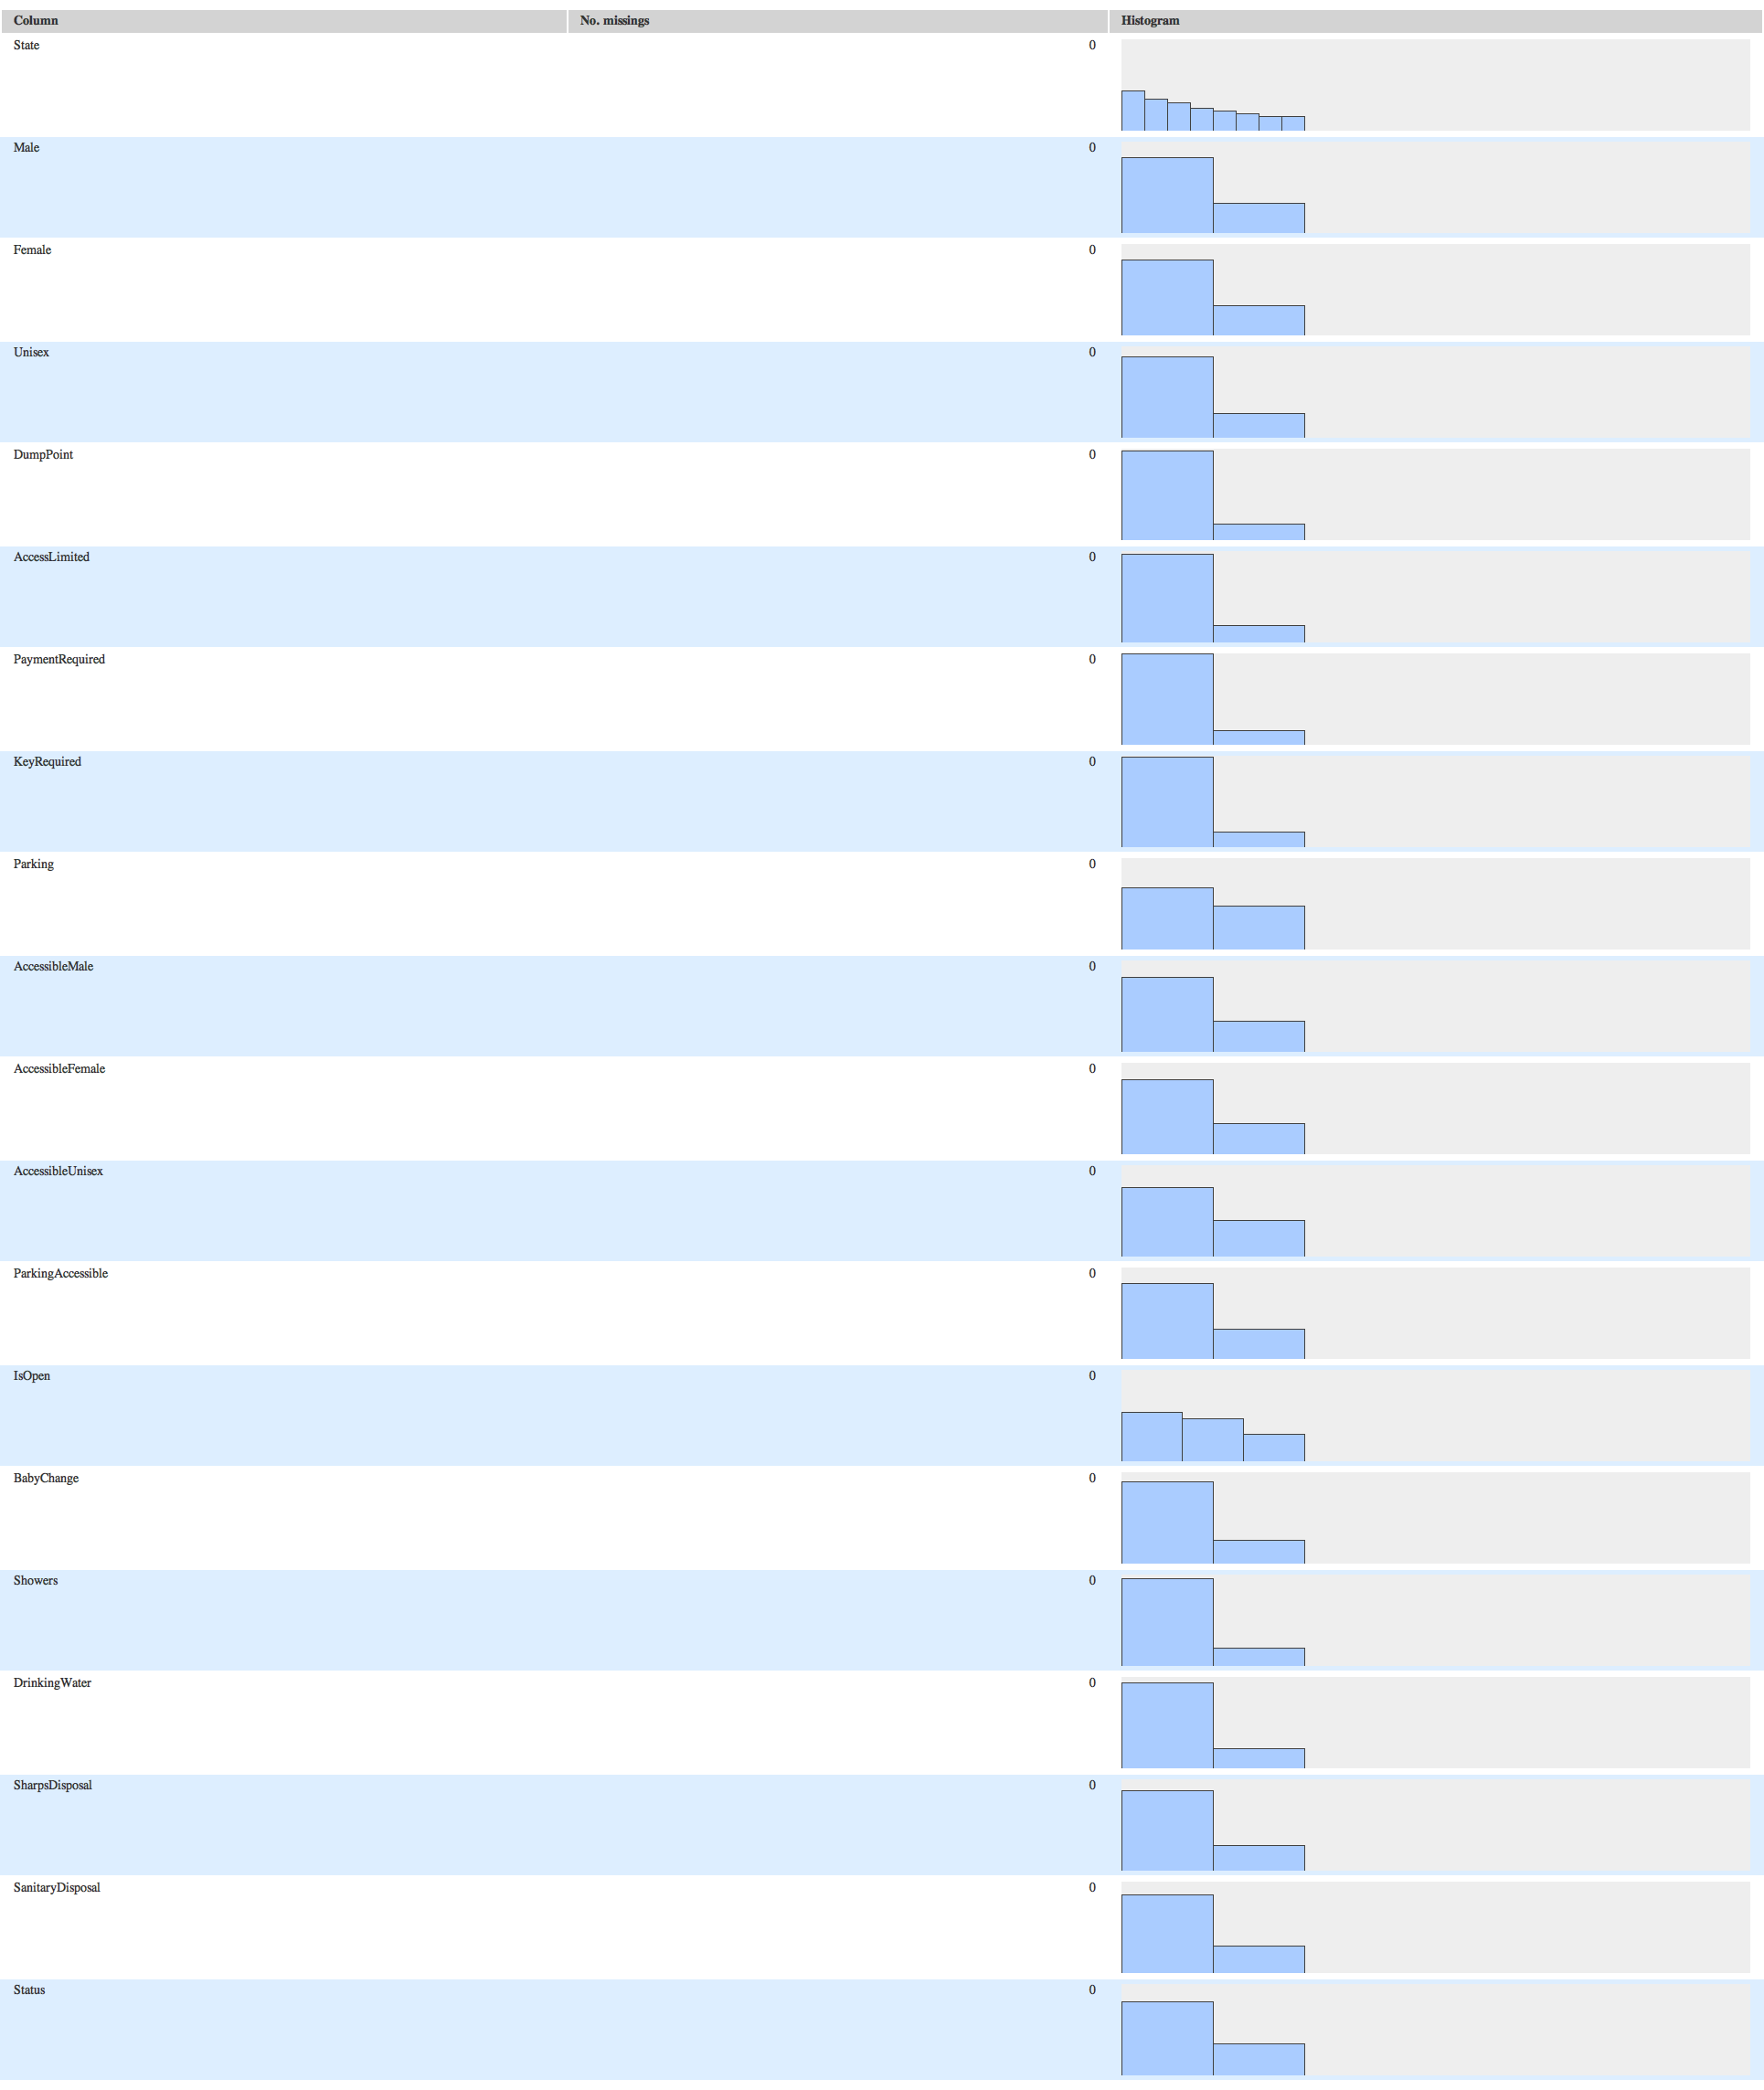 Column No. missings Histogram
State 0
Male 0
Female 0
Unisex 0
DumpPoint 0
AccessLimited 0
PaymentRequired 0
KeyRequired 0
Parking 0
AccessibleMale 0
AccessibleFemale 0
AccessibleUnisex 0
ParkingAccessible 0
IsOpen 0
BabyChange 0
Showers 0
DrinkingWater 0
SharpsDisposal 0
SanitaryDisposal 0
Status 0